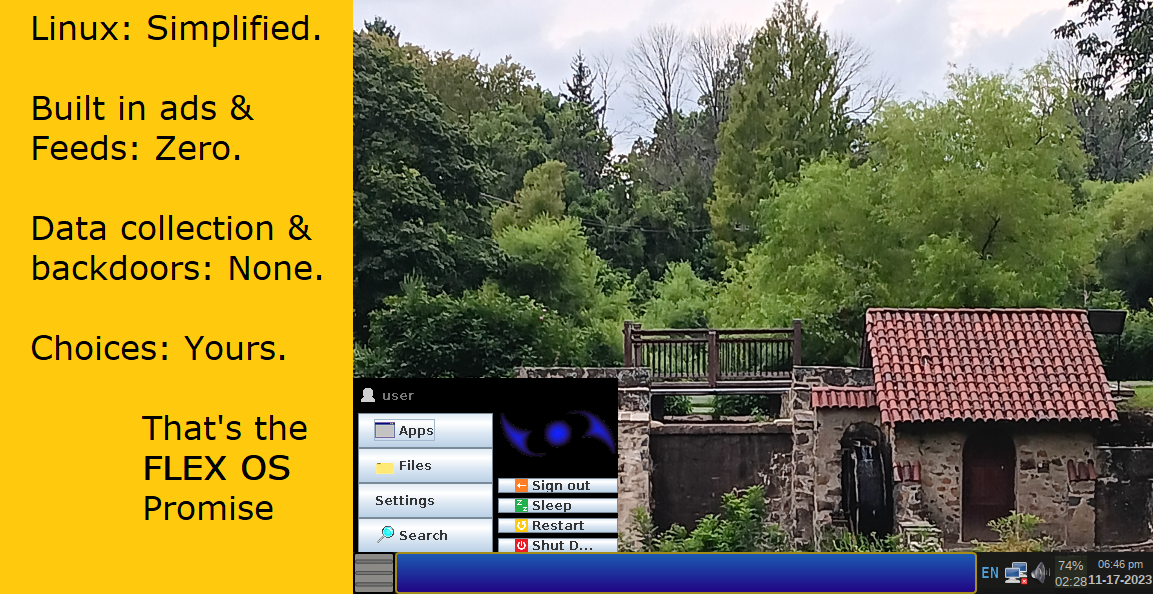 Linux: Simplified.
Built in ads &
Feeds: Zero.
Data collection &
backdoors: None.
Choices: Yours.
That's the
FLEX OS
Promise
user
Apps
Files
Settings
Search
Sign out
Sleep
Restart
Shut D...
EN
74%
02:28
06:46 pm
11-17-2023